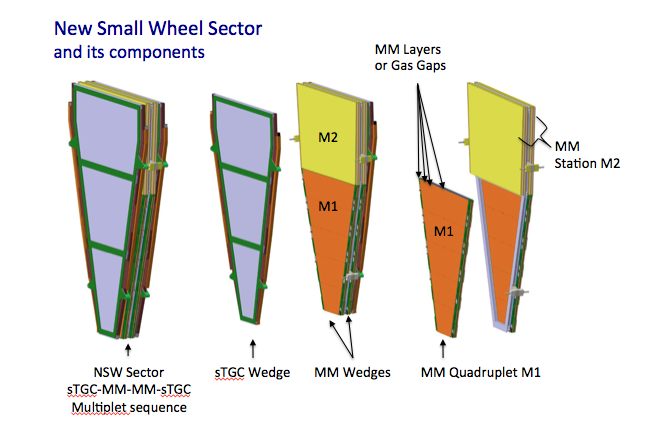 New Small Wheel Sector
and its components
MM Layers
or Gas Gaps
M2
M1
M1
MM
Station M2
NSW Sector
sTGC-MM-MM-sTGC
Multiplet sequence
sTGC Wedge
MM Wedges
MM Quadruplet M1